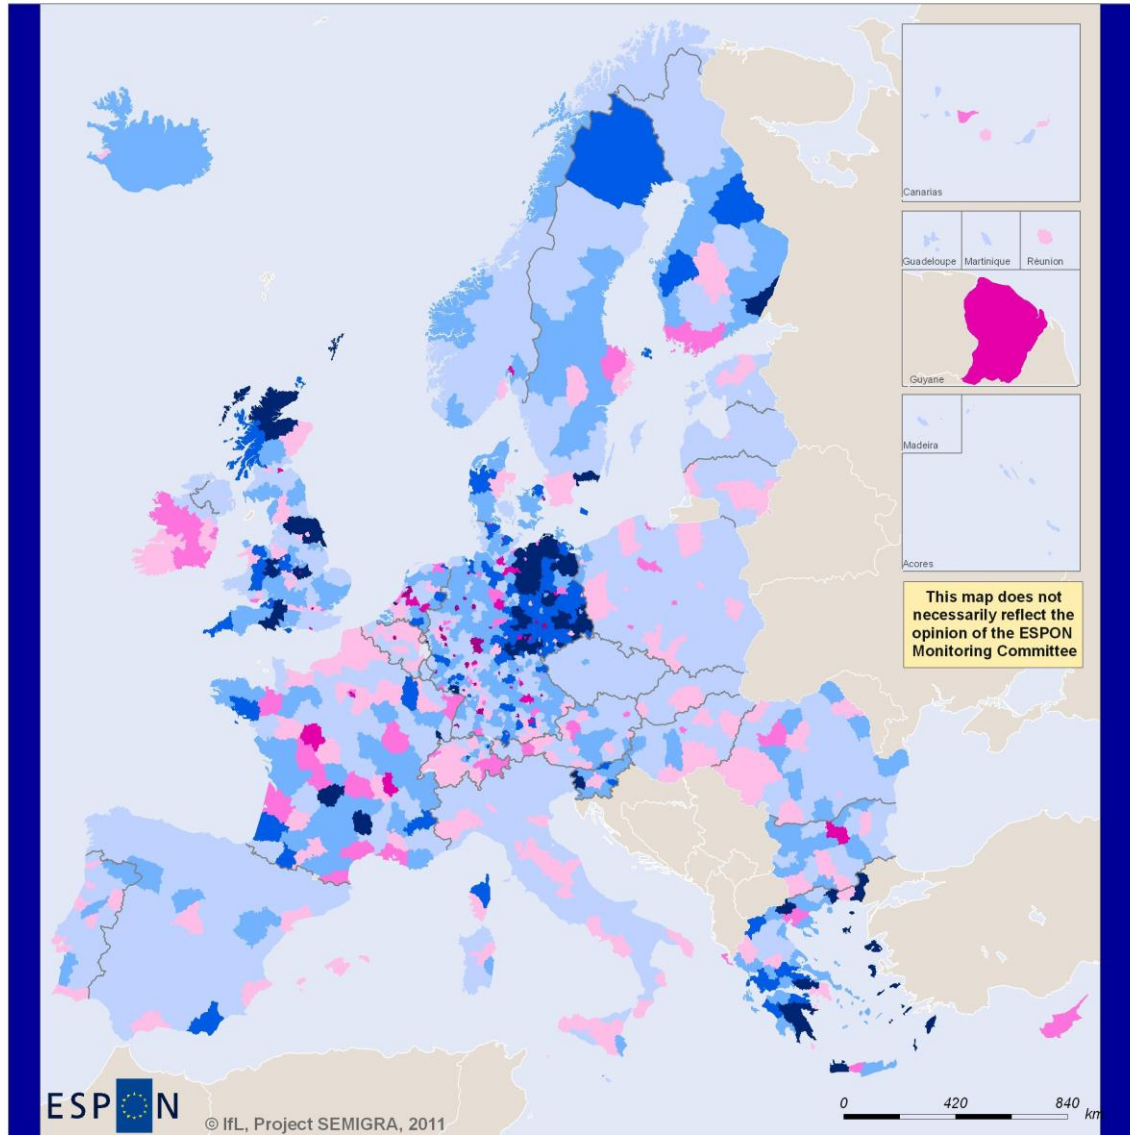 Canarias
Guadeloupe
Martinique
Réunion
Guyane
Madeira
Acores
This map does not
necessarily reflect the
opinion of the ESPON
Monitoring Committee
ESPON
© IfL, Project SEMIGRA, 2011
0 420 840 km